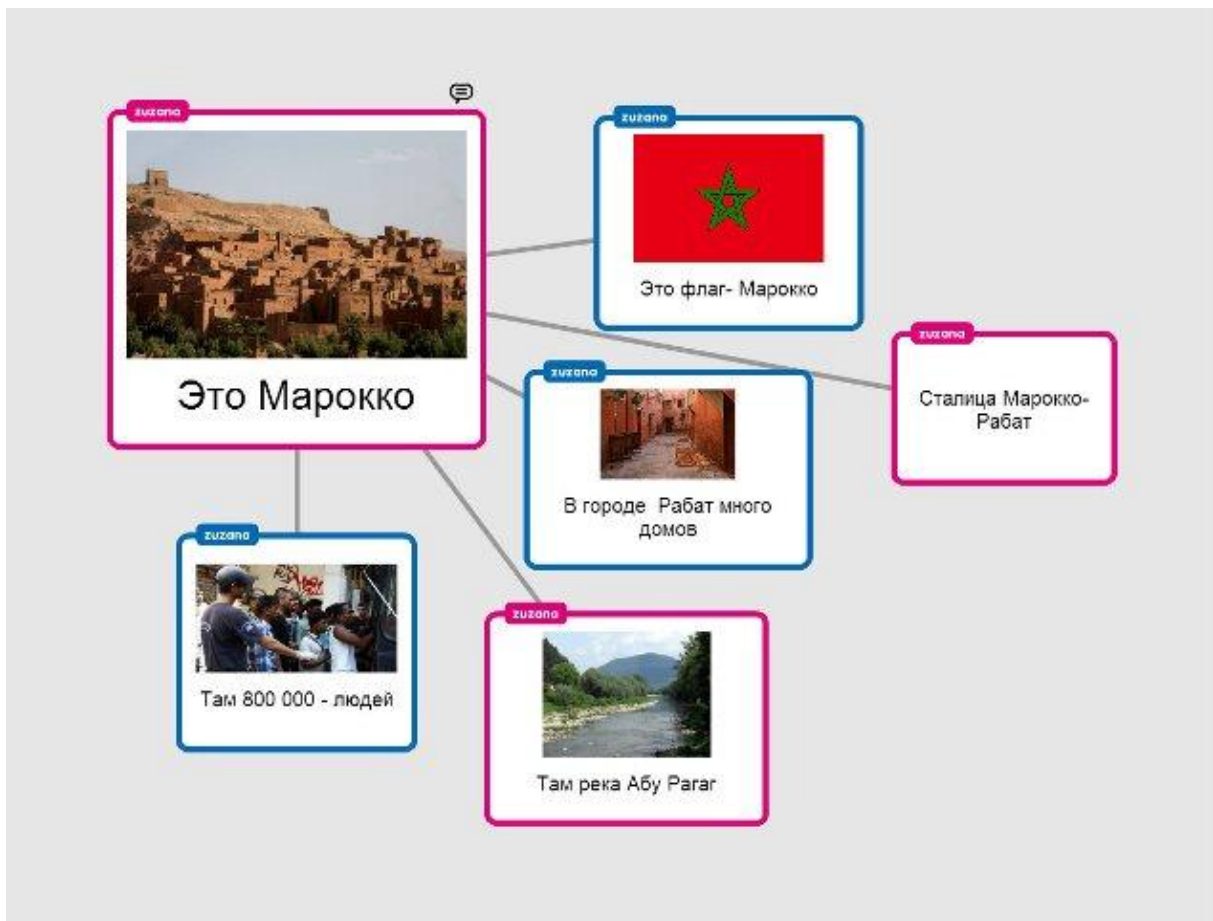 zuzana
Это Марокко
zuzana
Это флаг- Марокко
zuzana
Сталица Марокко-
Рабат
zuzana
В городе  Рабат много
домов
zuzana
Там 800 000 - людей
zuzana
Там река Абу Рагаг